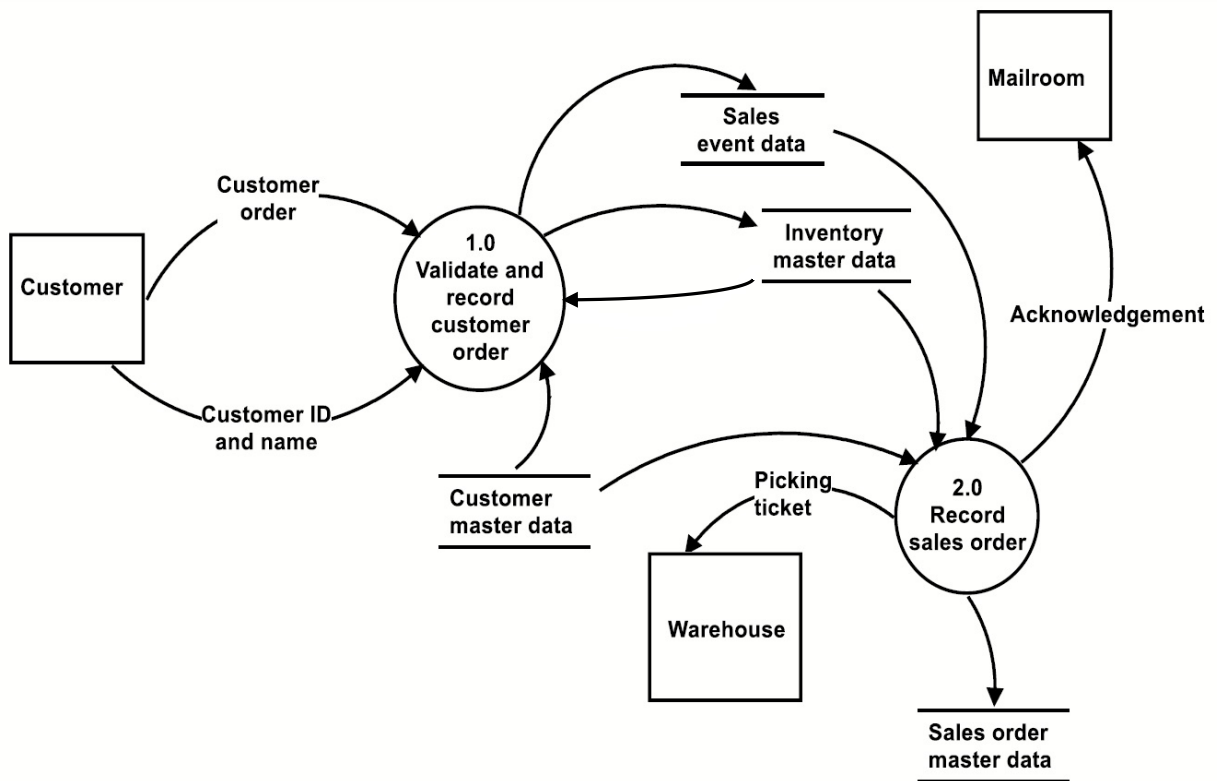 Mailroom
Sales
event data
Customer
order
Inventory
master data
1.0
Validate and
record
customer
order
Customer
Acknowledgement
Customer ID
and name
Customer
master data
Picking
ticket
2.0
Record
sales order
Warehouse
Sales order
master data